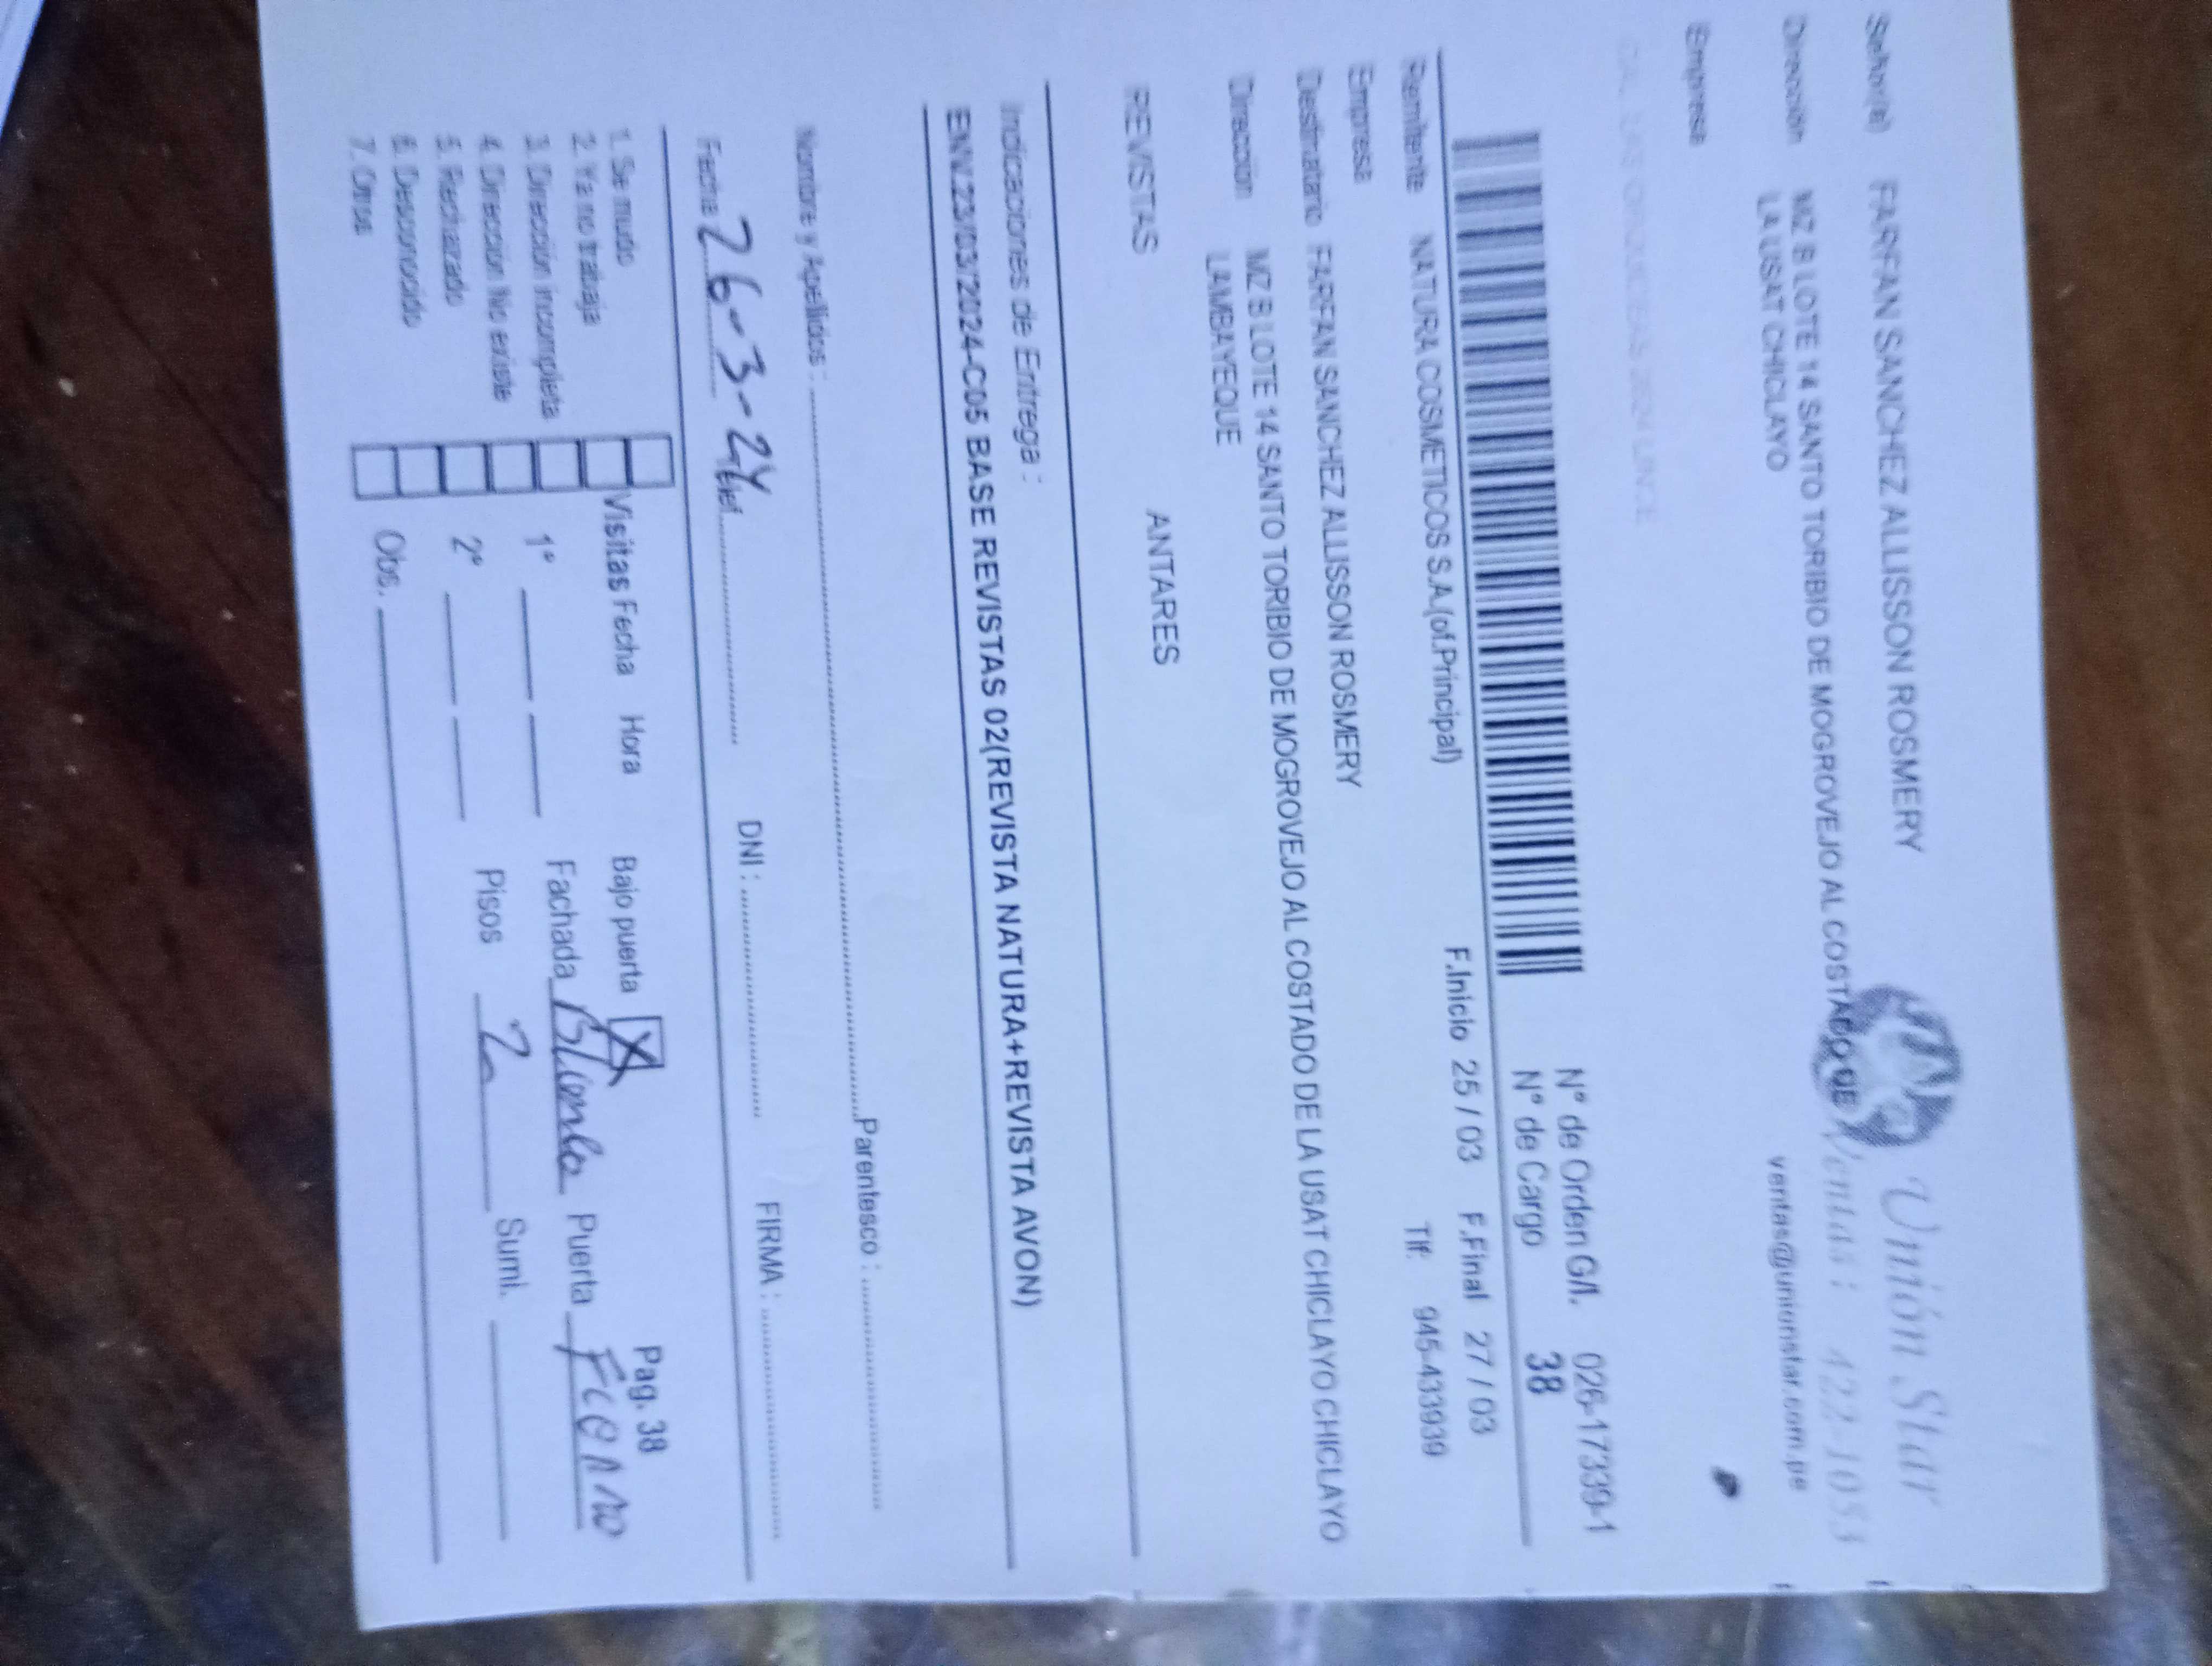 Señor(a) FARFAN SANCHEZ ALLISSON ROSMERY
Unión Star
Dirección MZ B LOTE 14 SANTO TORIBIO DE MOGROVEJO AL COSTADO DE
LA USAT CHICLAYO
Ventas: 422-1053
ventas@unionstar.com.pe
Empresa
N° de Orden G/I. 026-17339-1
N° de Cargo 38
Remitente NATURA COSMETICOS S.A.(of.Principal)
F.Inicio 25 / 03 F.Final 27 / 03
Empresa
Tlf: 945-433939
Destinatario FARFAN SANCHEZ ALLISSON ROSMERY
Dirección MZ B LOTE 14 SANTO TORIBIO DE MOGROVEJO AL COSTADO DE LA USAT CHICLAYO CHICLAYO
LAMBAYEQUE
REVISTAS ANTARES
Indicaciones de Entrega :
ENV.23/03/2024-C05 BASE REVISTAS 02(REVISTA NATURA+REVISTA AVON)
Nombre y Apellidos : Parentesco :
Fecha 26-3-24 Telef. DNI : FIRMA :
1. Se mudo
2. Ya no trabaja
3. Dirección incompleta
4. Dirección No existe
5. Rechazado
6. Desconocido
7. Otros
Visitas Fecha Hora
1°
2°
Obs.
Bajo puerta X Pag. 38
Fachada Puerta
Pisos 2 Sumi.